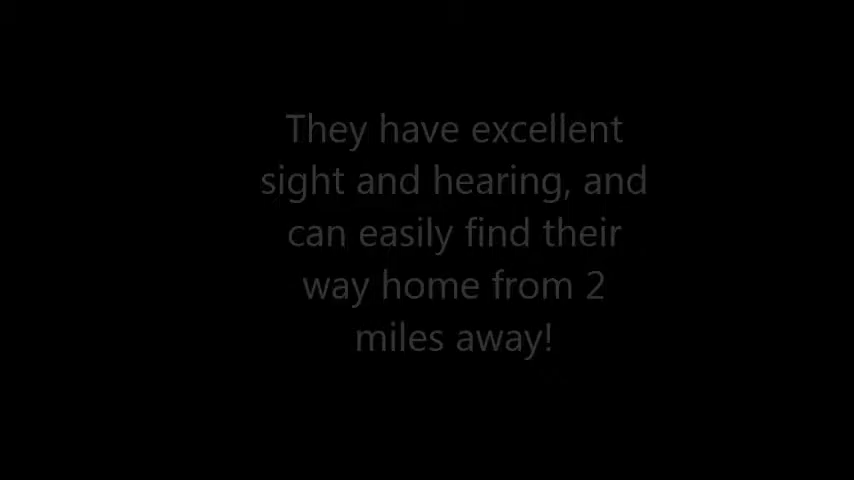 They have excellent
sight and hearing, and
can easily find their
way home from 2
miles away!